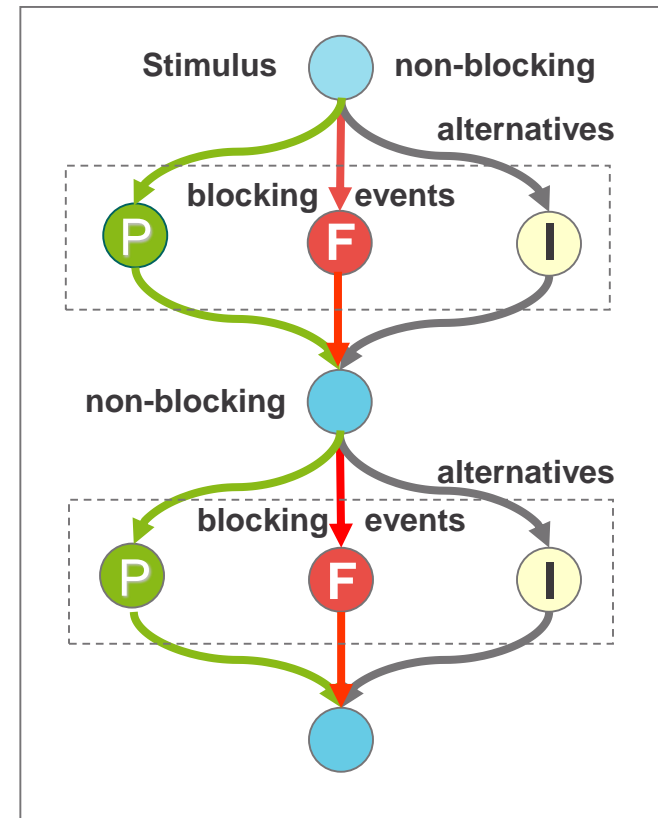 Stimulus non-blocking
alternatives
blocking events
P F I
non-blocking
alternatives
blocking events
P F I